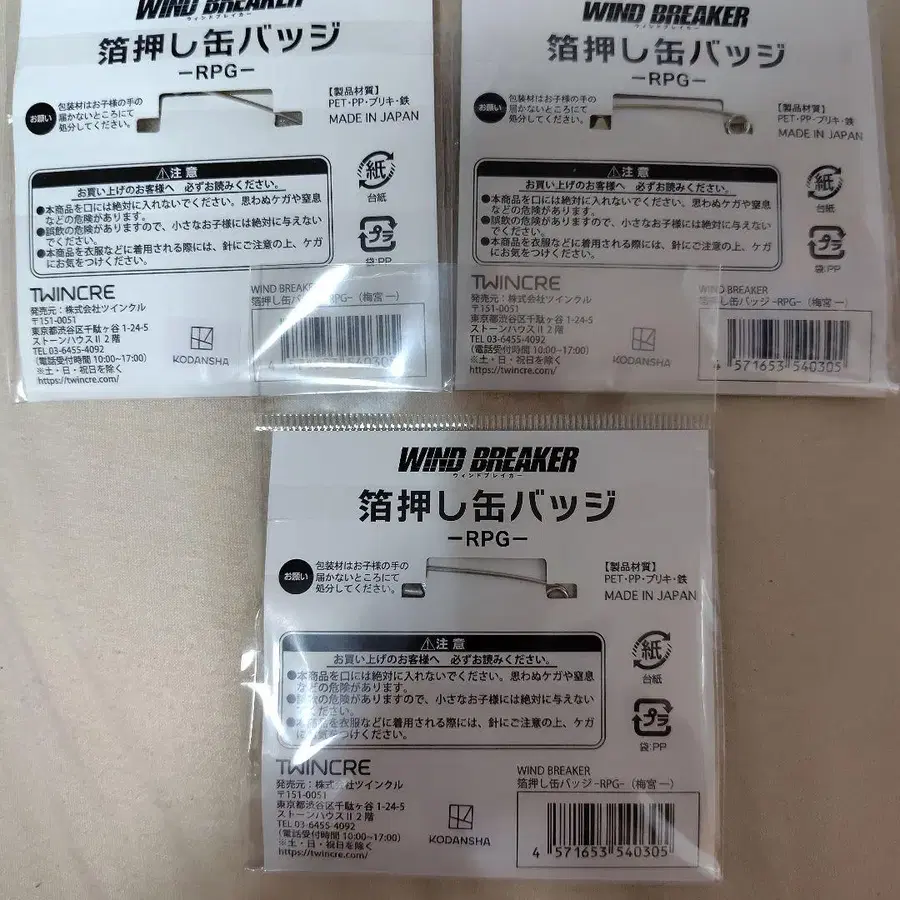 WIND BREAKER
ウィンドブレイカー
箔押し缶バッジ
ーRPGー
お願い
包装材はお子様の手の
届かないところにて
処分してください。
【製品材質】
PET・PP・ブリキ・鉄
MADE IN JAPAN
⚠注意
お買い上げのお客様へ 必ずお読みください。
●本商品を口には絶対に入れないでください。思わぬケガや窒息
などの危険があります。
●誤飲の危険がありますので、小さなお子様には絶対に与えない
でください。
●本商品を衣服などに着用される際には、針にご注意の上、ケガ
にお気をつけください。
紙
台紙
プラ
袋:PP
TWINCRE
発売元：株式会社ツインクル
〒151-0051
東京都渋谷区千駄ヶ谷 1-24-5
ストーンハウスⅡ 2 階
TEL 03-6455-4092
(電話受付時間 10:00~17:00)
※土・日・祝日を除く
https://twincre.com/
KODANSHA
WIND BREAKER
箔押し缶バッジ -RPG-（梅宮 一）
4 571653 540305
WIND BREAKER
ウィンドブレイカー
箔押し缶バッジ
ーRPGー
お願い
包装材はお子様の手の
届かないところにて
処分してください。
【製品材質】
PET・PP・ブリキ・鉄
MADE IN JAPAN
⚠注意
お買い上げのお客様へ 必ずお読みください。
●本商品を口には絶対に入れないでください。思わぬケガや窒息
などの危険があります。
●誤飲の危険がありますので、小さなお子様には絶対に与えない
でください。
●本商品を衣服などに着用される際には、針にご注意の上、ケガ
にお気をつけください。
紙
台紙
プラ
袋:PP
TWINCRE
発売元：株式会社ツインクル
〒151-0051
東京都渋谷区千駄ヶ谷 1-24-5
ストーンハウスⅡ 2 階
TEL 03-6455-4092
(電話受付時間 10:00~17:00)
※土・日・祝日を除く
https://twincre.com/
KODANSHA
WIND BREAKER
箔押し缶バッジ -RPG-（梅宮 一）
4 571653 540305
WIND BREAKER
ウィンドブレイカー
箔押し缶バッジ
ーRPGー
お願い
包装材はお子様の手の
届かないところにて
処分してください。
【製品材質】
PET・PP・ブリキ・鉄
MADE IN JAPAN
⚠注意
お買い上げのお客様へ 必ずお読みください。
●本商品を口には絶対に入れないでください。思わぬケガや窒息
などの危険があります。
●誤飲の危険がありますので、小さなお子様には絶対に与えない
でください。
●本商品を衣服などに着用される際には、針にご注意の上、ケガ
にお気をつけください。
紙
台紙
プラ
袋:PP
TWINCRE
発売元：株式会社ツインクル
〒151-0051
東京都渋谷区千駄ヶ谷 1-24-5
ストーンハウスⅡ 2 階
TEL 03-6455-4092
(電話受付時間 10:00~17:00)
※土・日・祝日を除く
https://twincre.com/
KODANSHA
WIND BREAKER
箔押し缶バッジ -RPG-（梅宮 一）
4 571653 540305